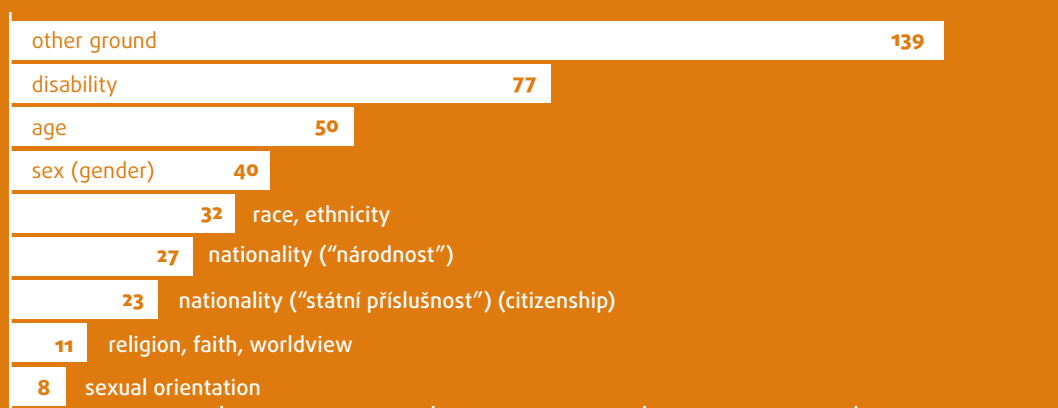 other ground 139
disability 77
age 50
sex (gender) 40
32 race, ethnicity
27 nationality (“národnost”)
23 nationality (“státní příslušnost”) (citizenship)
11 religion, faith, worldview
8 sexual orientation